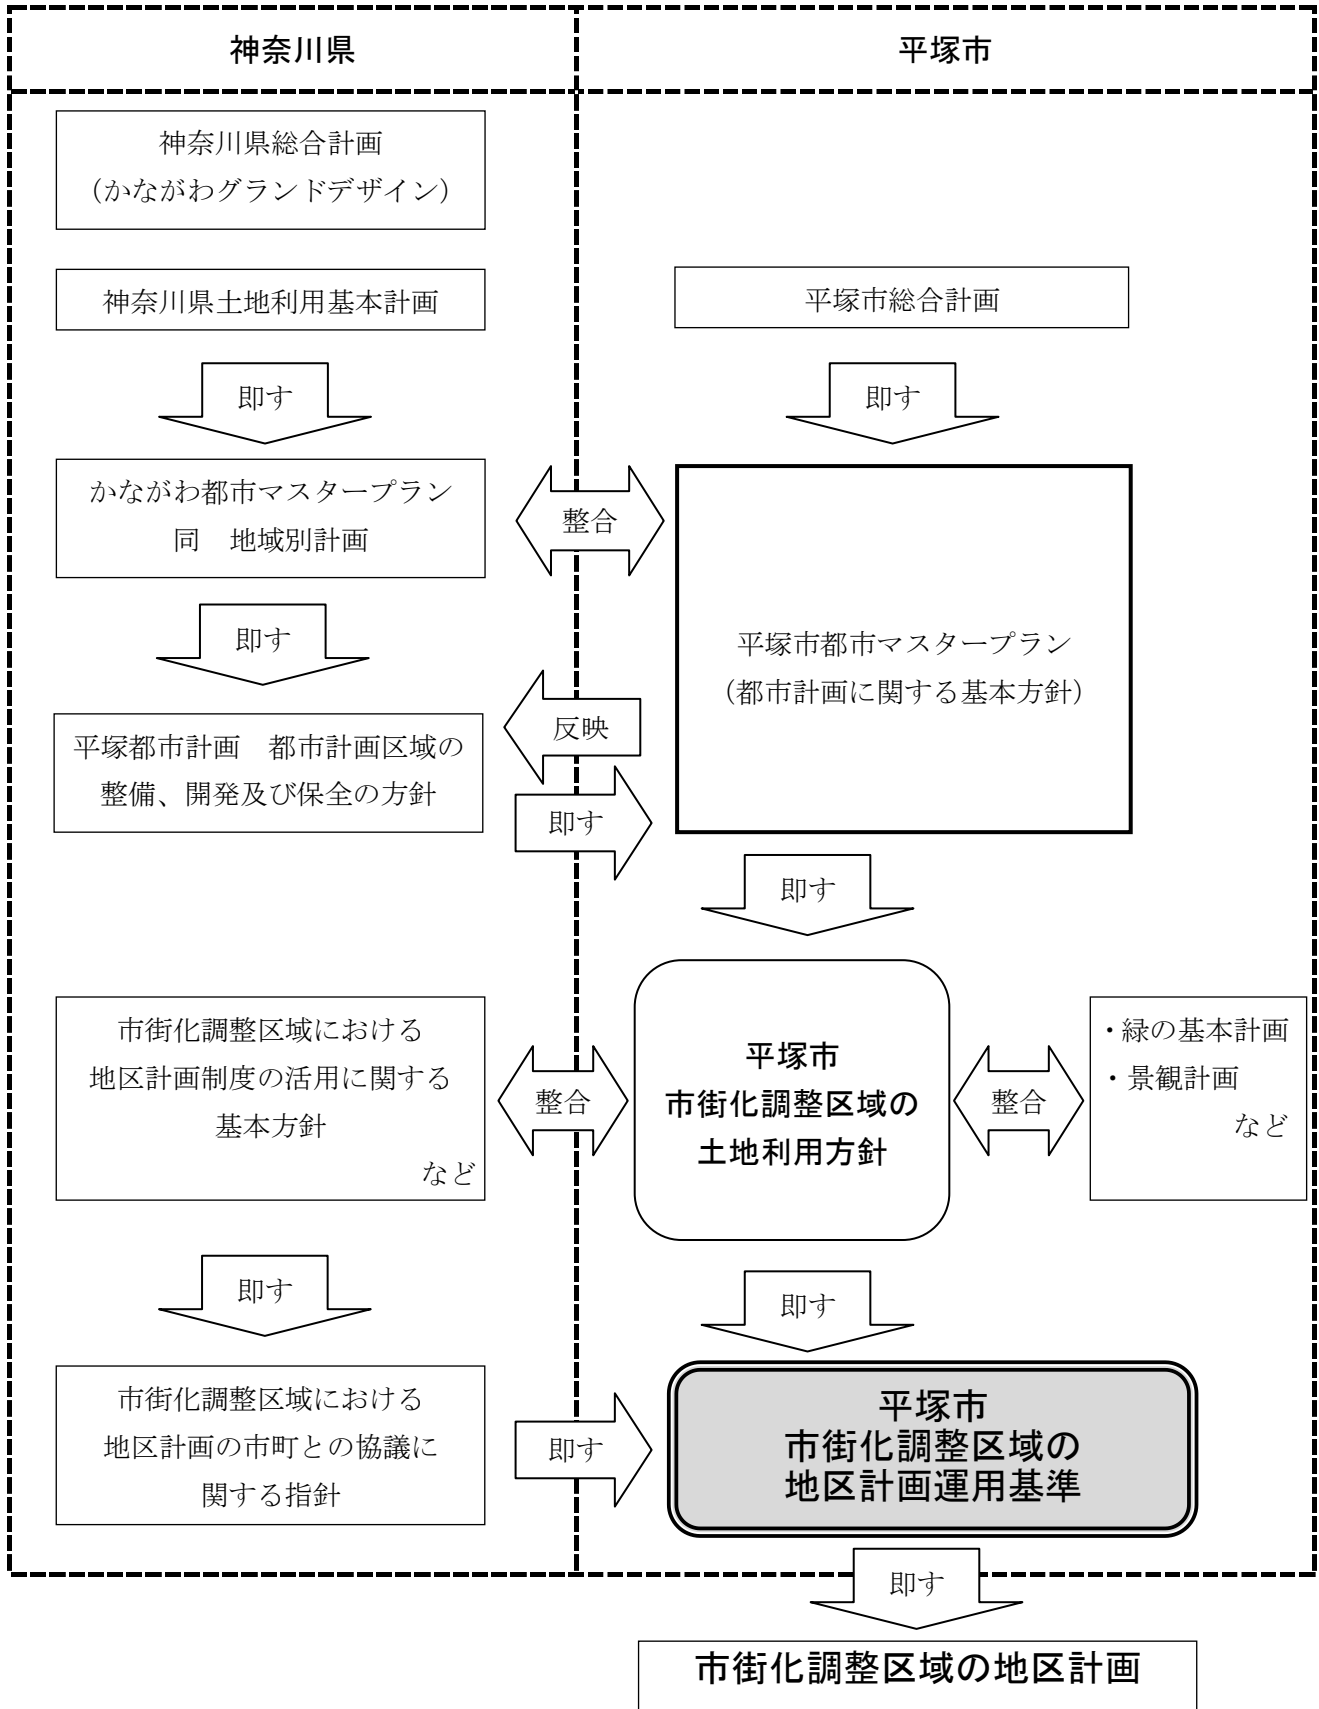 神奈川県
平塚市
神奈川県総合計画
（かながわグランドデザイン）
神奈川県土地利用基本計画
平塚市総合計画
即す
即す
かながわ都市マスタープラン
同　地域別計画
整合
平塚市都市マスタープラン
（都市計画に関する基本方針）
即す
反映
平塚都市計画　都市計画区域の
整備、開発及び保全の方針
即す
即す
市街化調整区域における
地区計画制度の活用に関する
基本方針
など
整合
平塚市
市街化調整区域の
土地利用方針
整合
・緑の基本計画
・景観計画
など
即す
即す
市街化調整区域における
地区計画の市町との協議に
関する指針
即す
平塚市
市街化調整区域の
地区計画運用基準
即す
市街化調整区域の地区計画